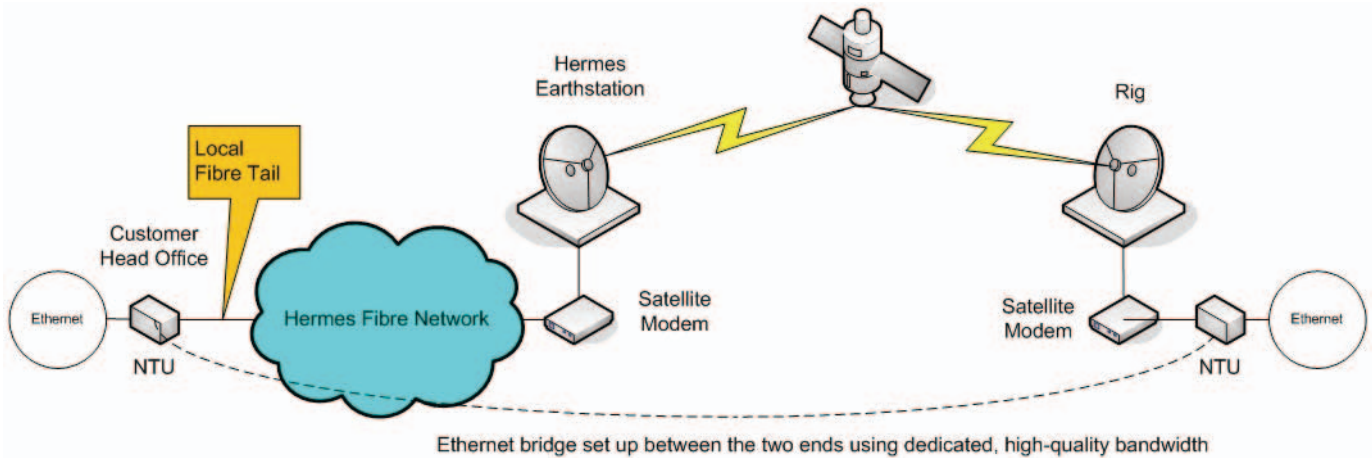 Hermes
Earthstation
Rig
Local
Fibre Tail
Customer
Head Office
Ethernet
NTU
Hermes Fibre Network
Satellite
Modem
Satellite
Modem
NTU
Ethernet
Ethernet bridge set up between the two ends using dedicated, high-quality bandwidth